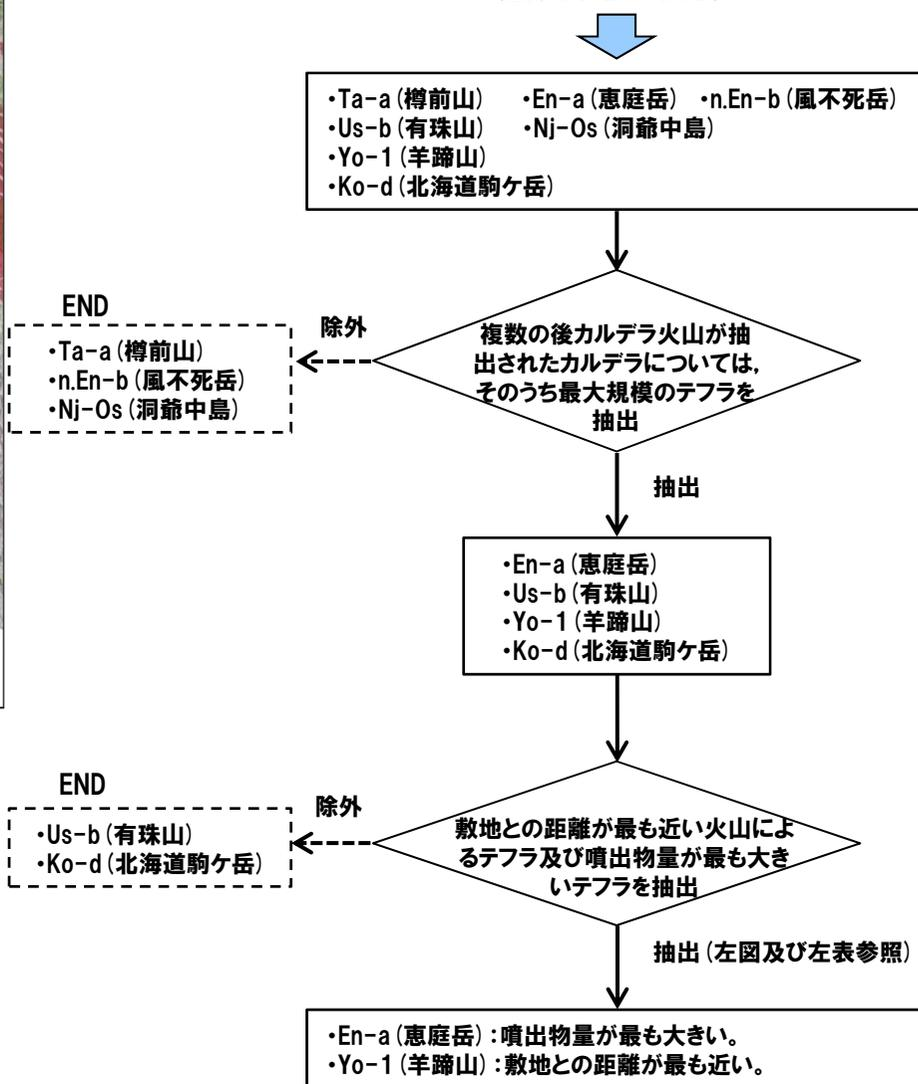 ・Ta-a(樽前山) ・En-a(恵庭岳) ・n.En-b(風不死岳)
・Us-b(有珠山) ・Nj-Os(洞爺中島)
・Yo-1(羊蹄山)
・Ko-d(北海道駒ケ岳)
複数の後カルデラ火山が抽
出されたカルデラについては,
そのうち最大規模のテフラを
抽出
除外
END
・Ta-a(樽前山)
・n.En-b(風不死岳)
・Nj-Os(洞爺中島)
抽出
・En-a(恵庭岳)
・Us-b(有珠山)
・Yo-1(羊蹄山)
・Ko-d(北海道駒ケ岳)
敷地との距離が最も近い火山によ
るテフラ及び噴出物量が最も大き
いテフラを抽出
除外
END
・Us-b(有珠山)
・Ko-d(北海道駒ケ岳)
抽出(左図及び左表参照)
・En-a(恵庭岳):噴出物量が最も大きい。
・Yo-1(羊蹄山):敷地との距離が最も近い。